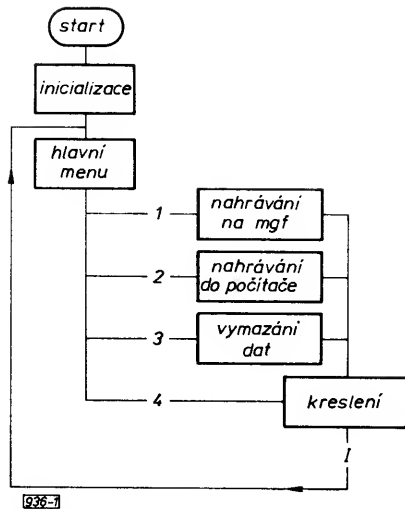 start
inicializace
hlavní
menu
1
nahrávání
na mgf
2
nahrávání
do počítače
3
vymazání
dat
4
kreslení
I
936-1